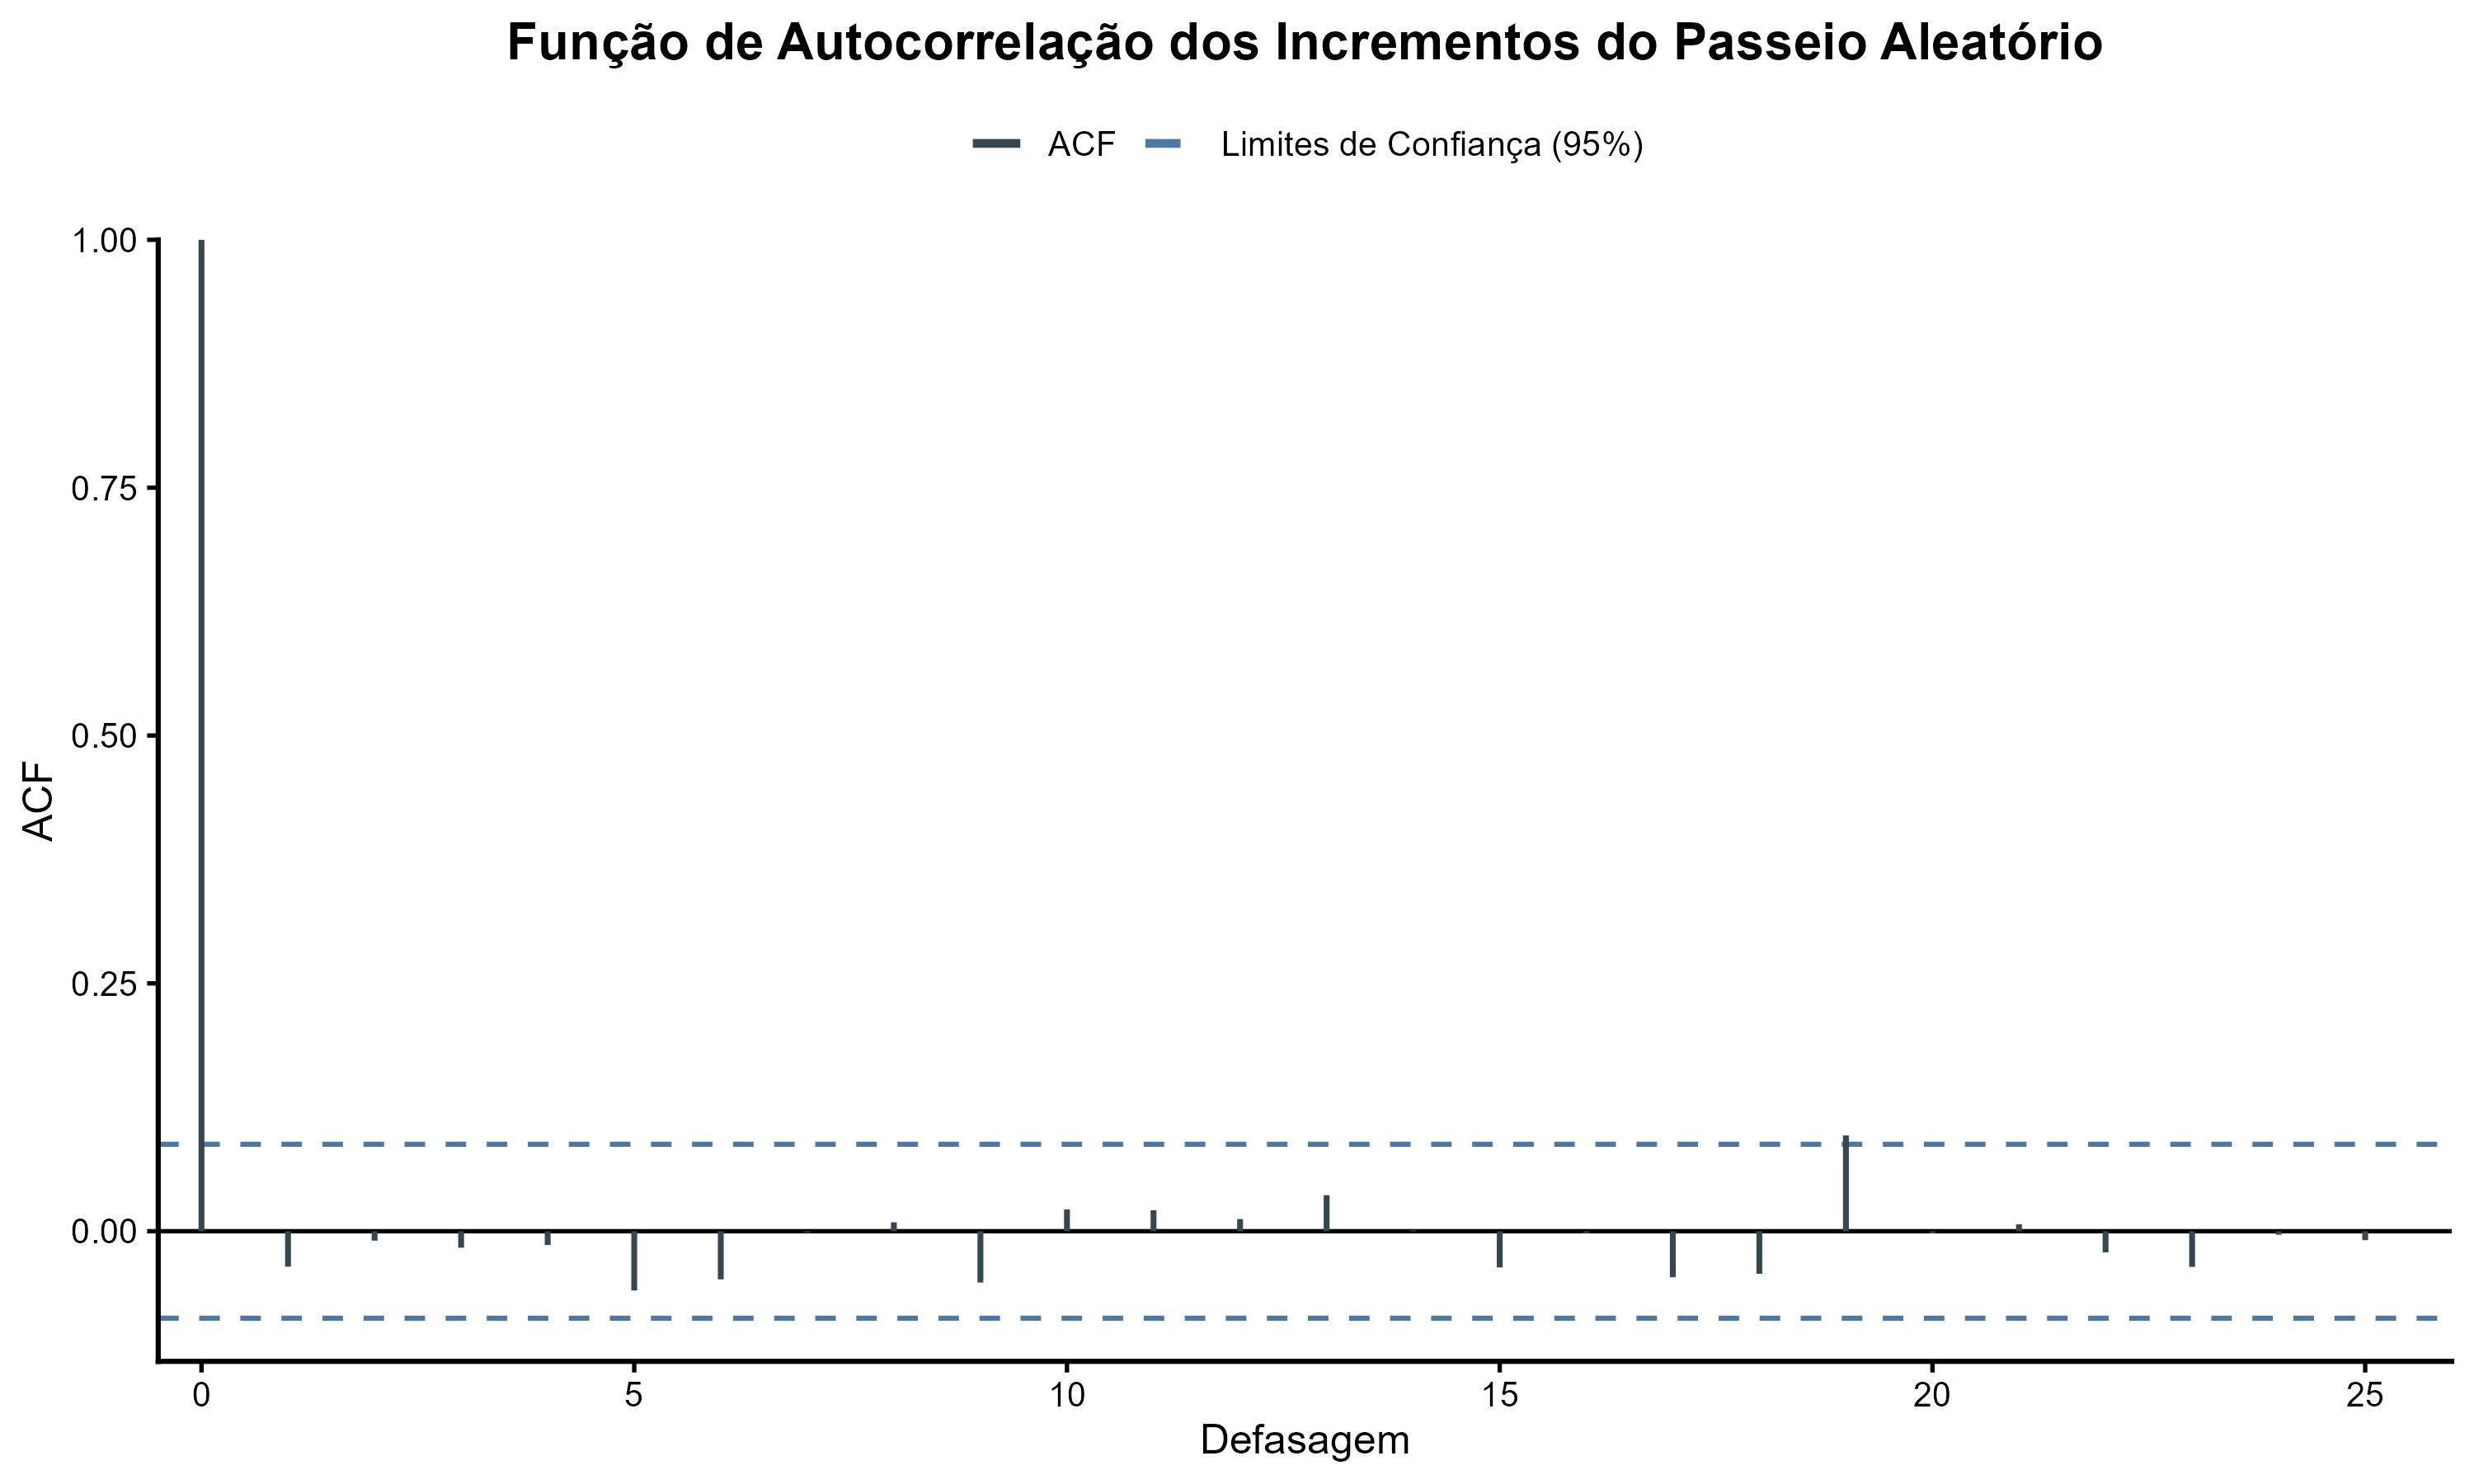 Função de Autocorrelação dos Incrementos do Passeio Aleatório
ACF Limites de Confiança (95%)
1.00
0.75
0.50
0.25
0.00
ACF
0 5 10 15 20 25
Defasagem